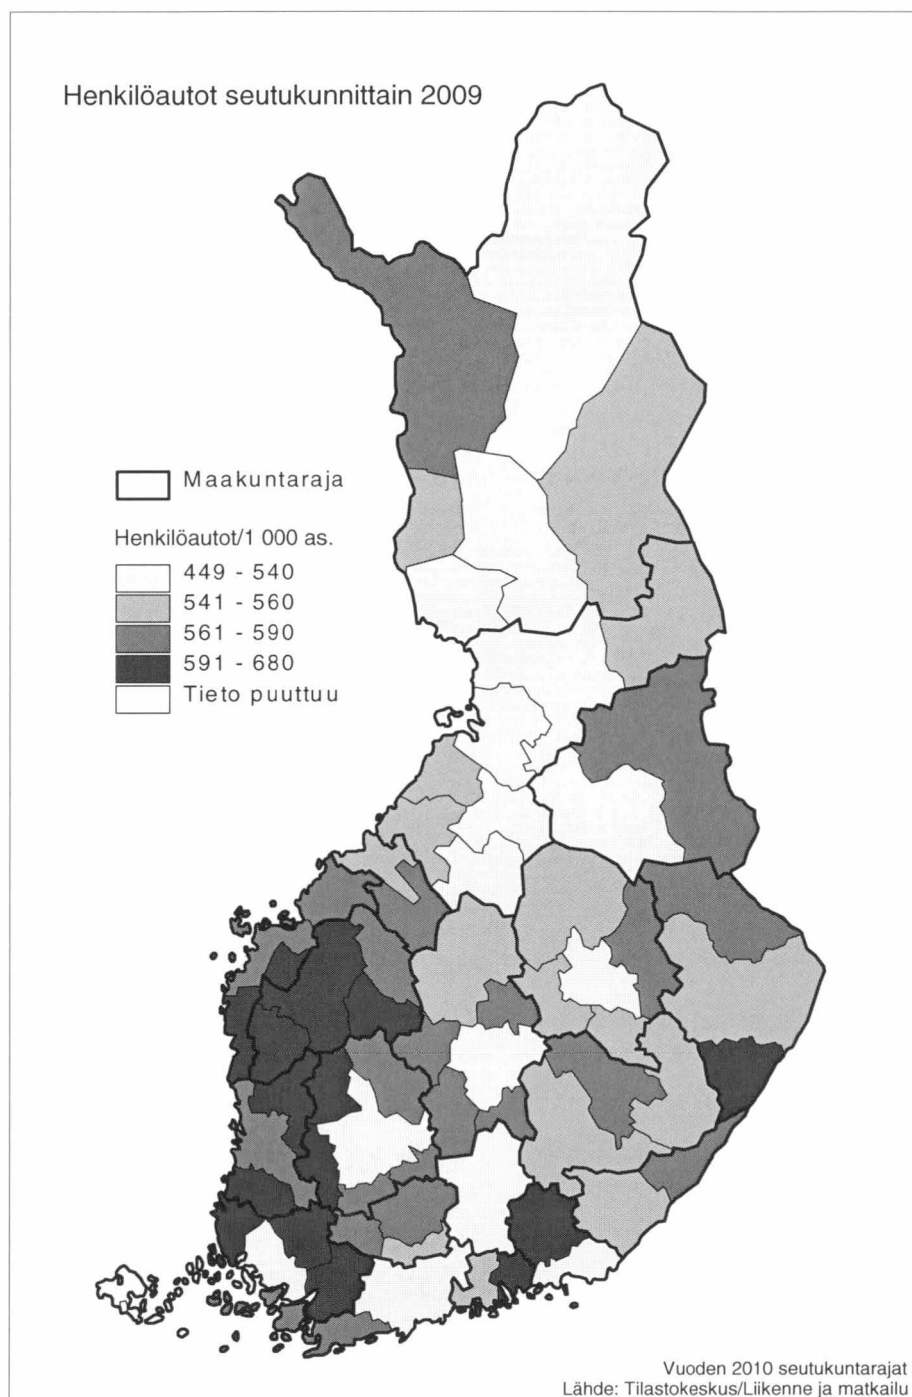 Henkilöautot seutukunnittain 2009
Maakuntaraja
Henkilöautot/1 000 as.
449 - 540
541 - 560
561 - 590
591 - 680
Tieto puuttuu
Vuoden 2010 seutukuntarajat
Lähde: Tilastokeskus/Liikenne ja matkailu